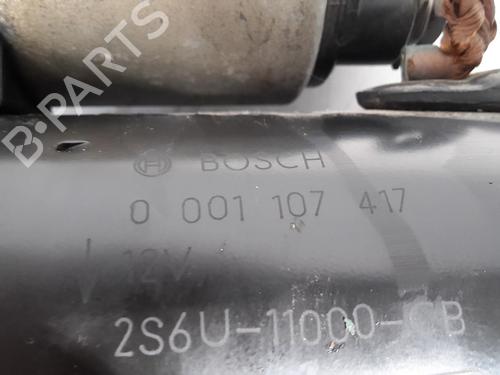 B-PARTS
BOSCH
0 001 107 417
12V
2S6U-11000-CB